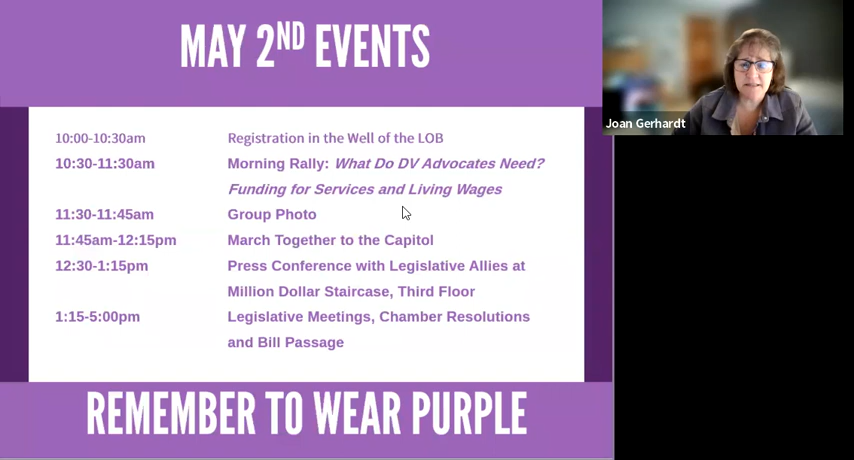 MAY 2ND EVENTS
10:00-10:30am Registration in the Well of the LOB
10:30-11:30am Morning Rally: What Do DV Advocates Need?
Funding for Services and Living Wages
11:30-11:45am Group Photo
11:45am-12:15pm March Together to the Capitol
12:30-1:15pm Press Conference with Legislative Allies at
Million Dollar Staircase, Third Floor
1:15-5:00pm Legislative Meetings, Chamber Resolutions
and Bill Passage
REMEMBER TO WEAR PURPLE
Joan Gerhardt